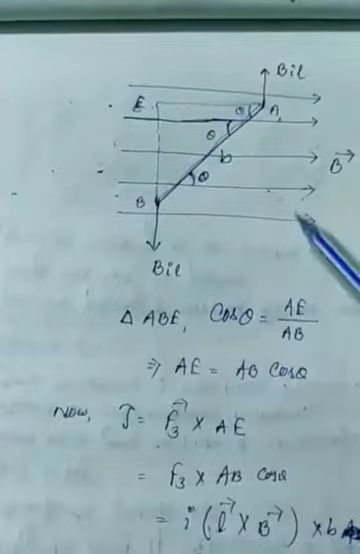 Bil
E θ A
θ
b
θ
B⃗
B
Bil
Δ ABE, Cosθ = AE/AB
⇒ AE = AB Cosθ
Now, τ = F₃⃗ × AE
= F₃ × AB cosθ
= i (l⃗ × B⃗) × b